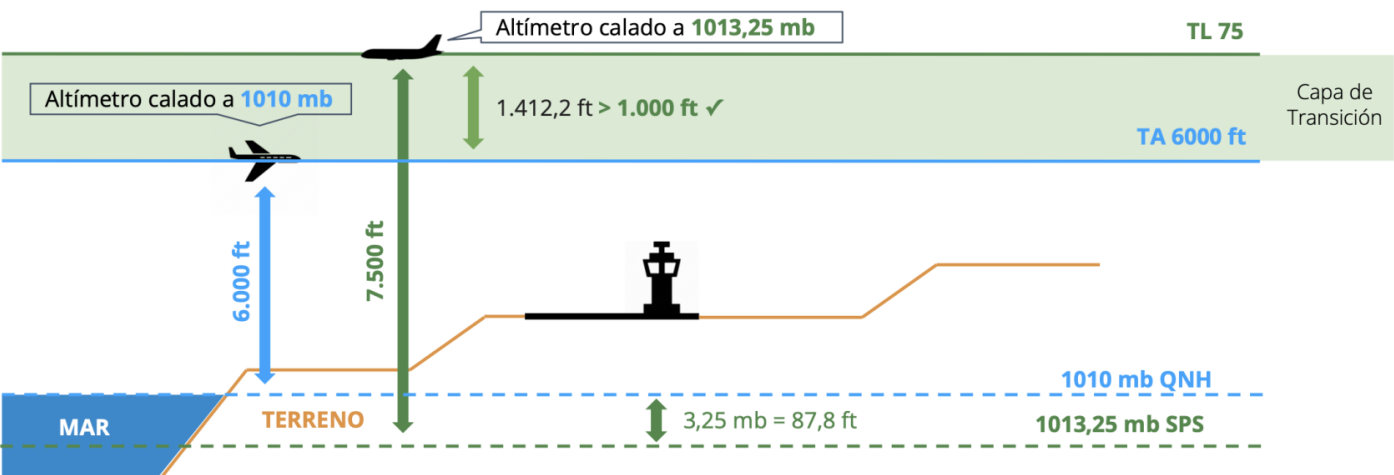 Altímetro calado a 1013,25 mb
TL 75
Altímetro calado a 1010 mb
1.412,2 ft > 1.000 ft ✓
Capa de
Transición
TA 6000 ft
6.000 ft
7.500 ft
1010 mb QNH
MAR
TERRENO
3,25 mb = 87,8 ft
1013,25 mb SPS